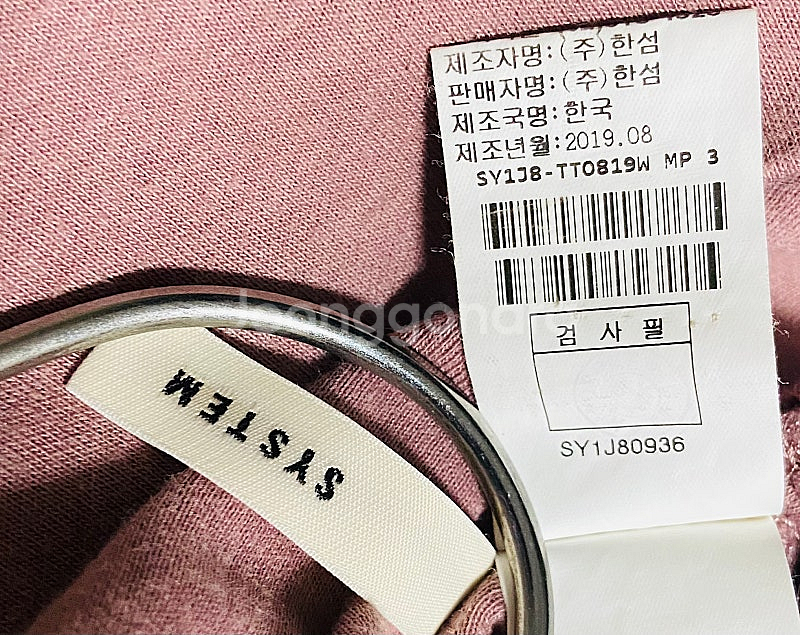 제조자명:(주)한섬
판매자명:(주)한섬
제조국명:한국
제조년월:2019.08
SY1J8-TTO819W MP 3
검 사 필
SY1J80936
SYSTEM